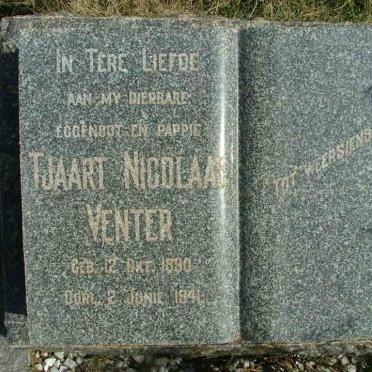 In Tere Liefde
aan my dierbare
eggenoot en pappie
Tjaart Nicolaas
Venter
Geb. 12 Okt. 1890
Oorl. 2 Junie 1941.
Tot Weersiens